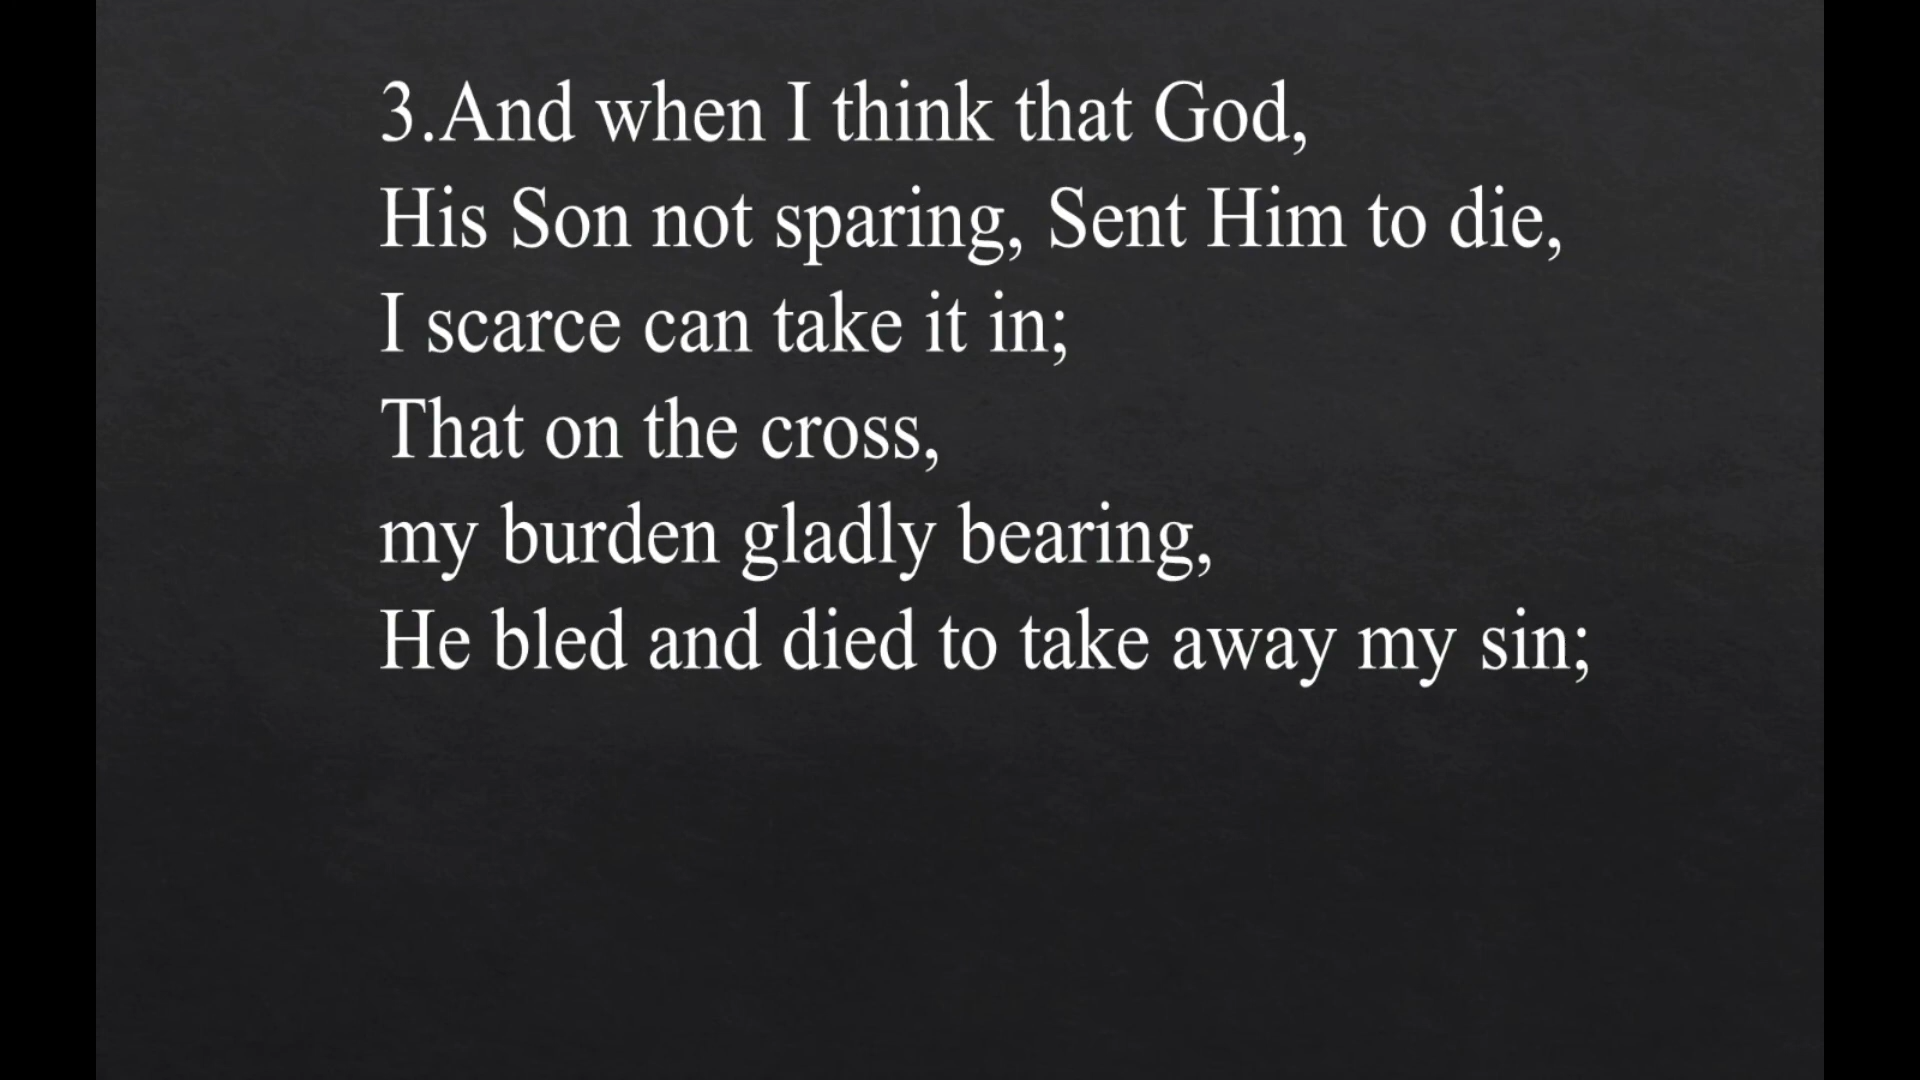 3.And when I think that God,
His Son not sparing, Sent Him to die,
I scarce can take it in;
That on the cross,
my burden gladly bearing,
He bled and died to take away my sin;